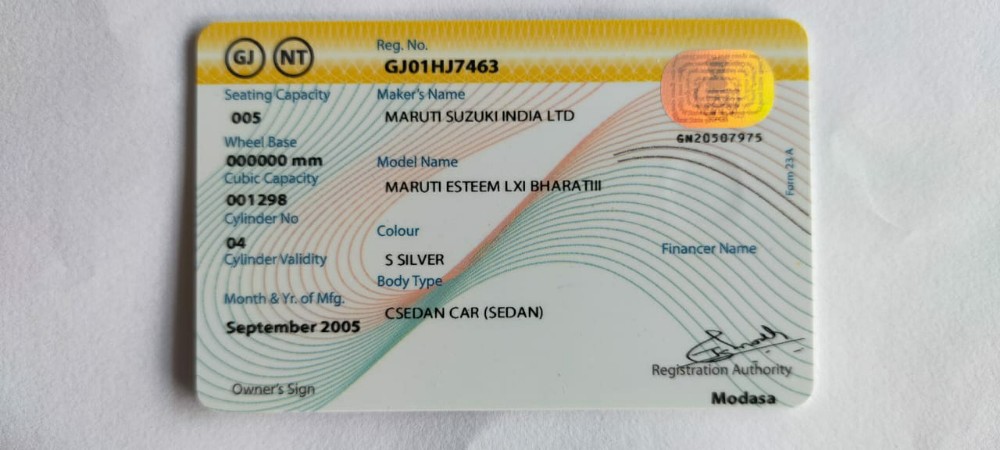 GJ NT
Reg. No.
GJ01HJ7463
Seating Capacity
005
Wheel Base
000000 mm
Cubic Capacity
001298
Cylinder No
04
Cylinder Validity
Month & Yr. of Mfg.
September 2005
Owner's Sign
Maker's Name
MARUTI SUZUKI INDIA LTD
Model Name
MARUTI ESTEEM LXI BHARATIII
Colour
S SILVER
Body Type
CSEDAN CAR (SEDAN)
GN20507975
Form 23 A
Financer Name
Registration Authority
Modasa